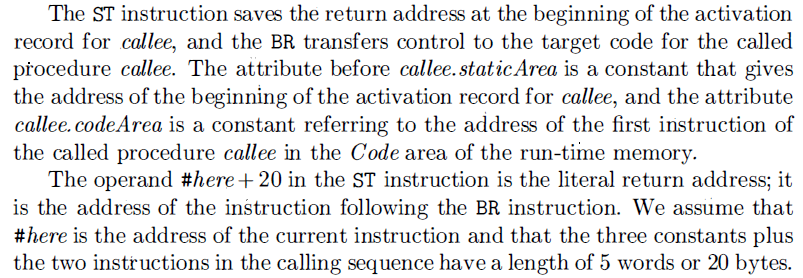 The ST instruction saves the return address at the beginning of the activation
record for callee, and the BR transfers control to the target code for the called
procedure callee. The attribute before callee.staticArea is a constant that gives
the address of the beginning of the activation record for callee, and the attribute
callee.codeArea is a constant referring to the address of the first instruction of
the called procedure callee in the Code area of the run-time memory.
The operand #here + 20 in the ST instruction is the literal return address; it
is the address of the instruction following the BR instruction. We assume that
#here is the address of the current instruction and that the three constants plus
the two instructions in the calling sequence have a length of 5 words or 20 bytes.